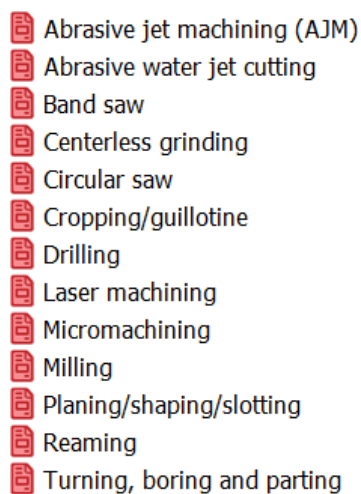 Abrasive jet machining (AJM)
Abrasive water jet cutting
Band saw
Centerless grinding
Circular saw
Cropping/guillotine
Drilling
Laser machining
Micromachining
Milling
Planing/shaping/slotting
Reaming
Turning, boring and parting